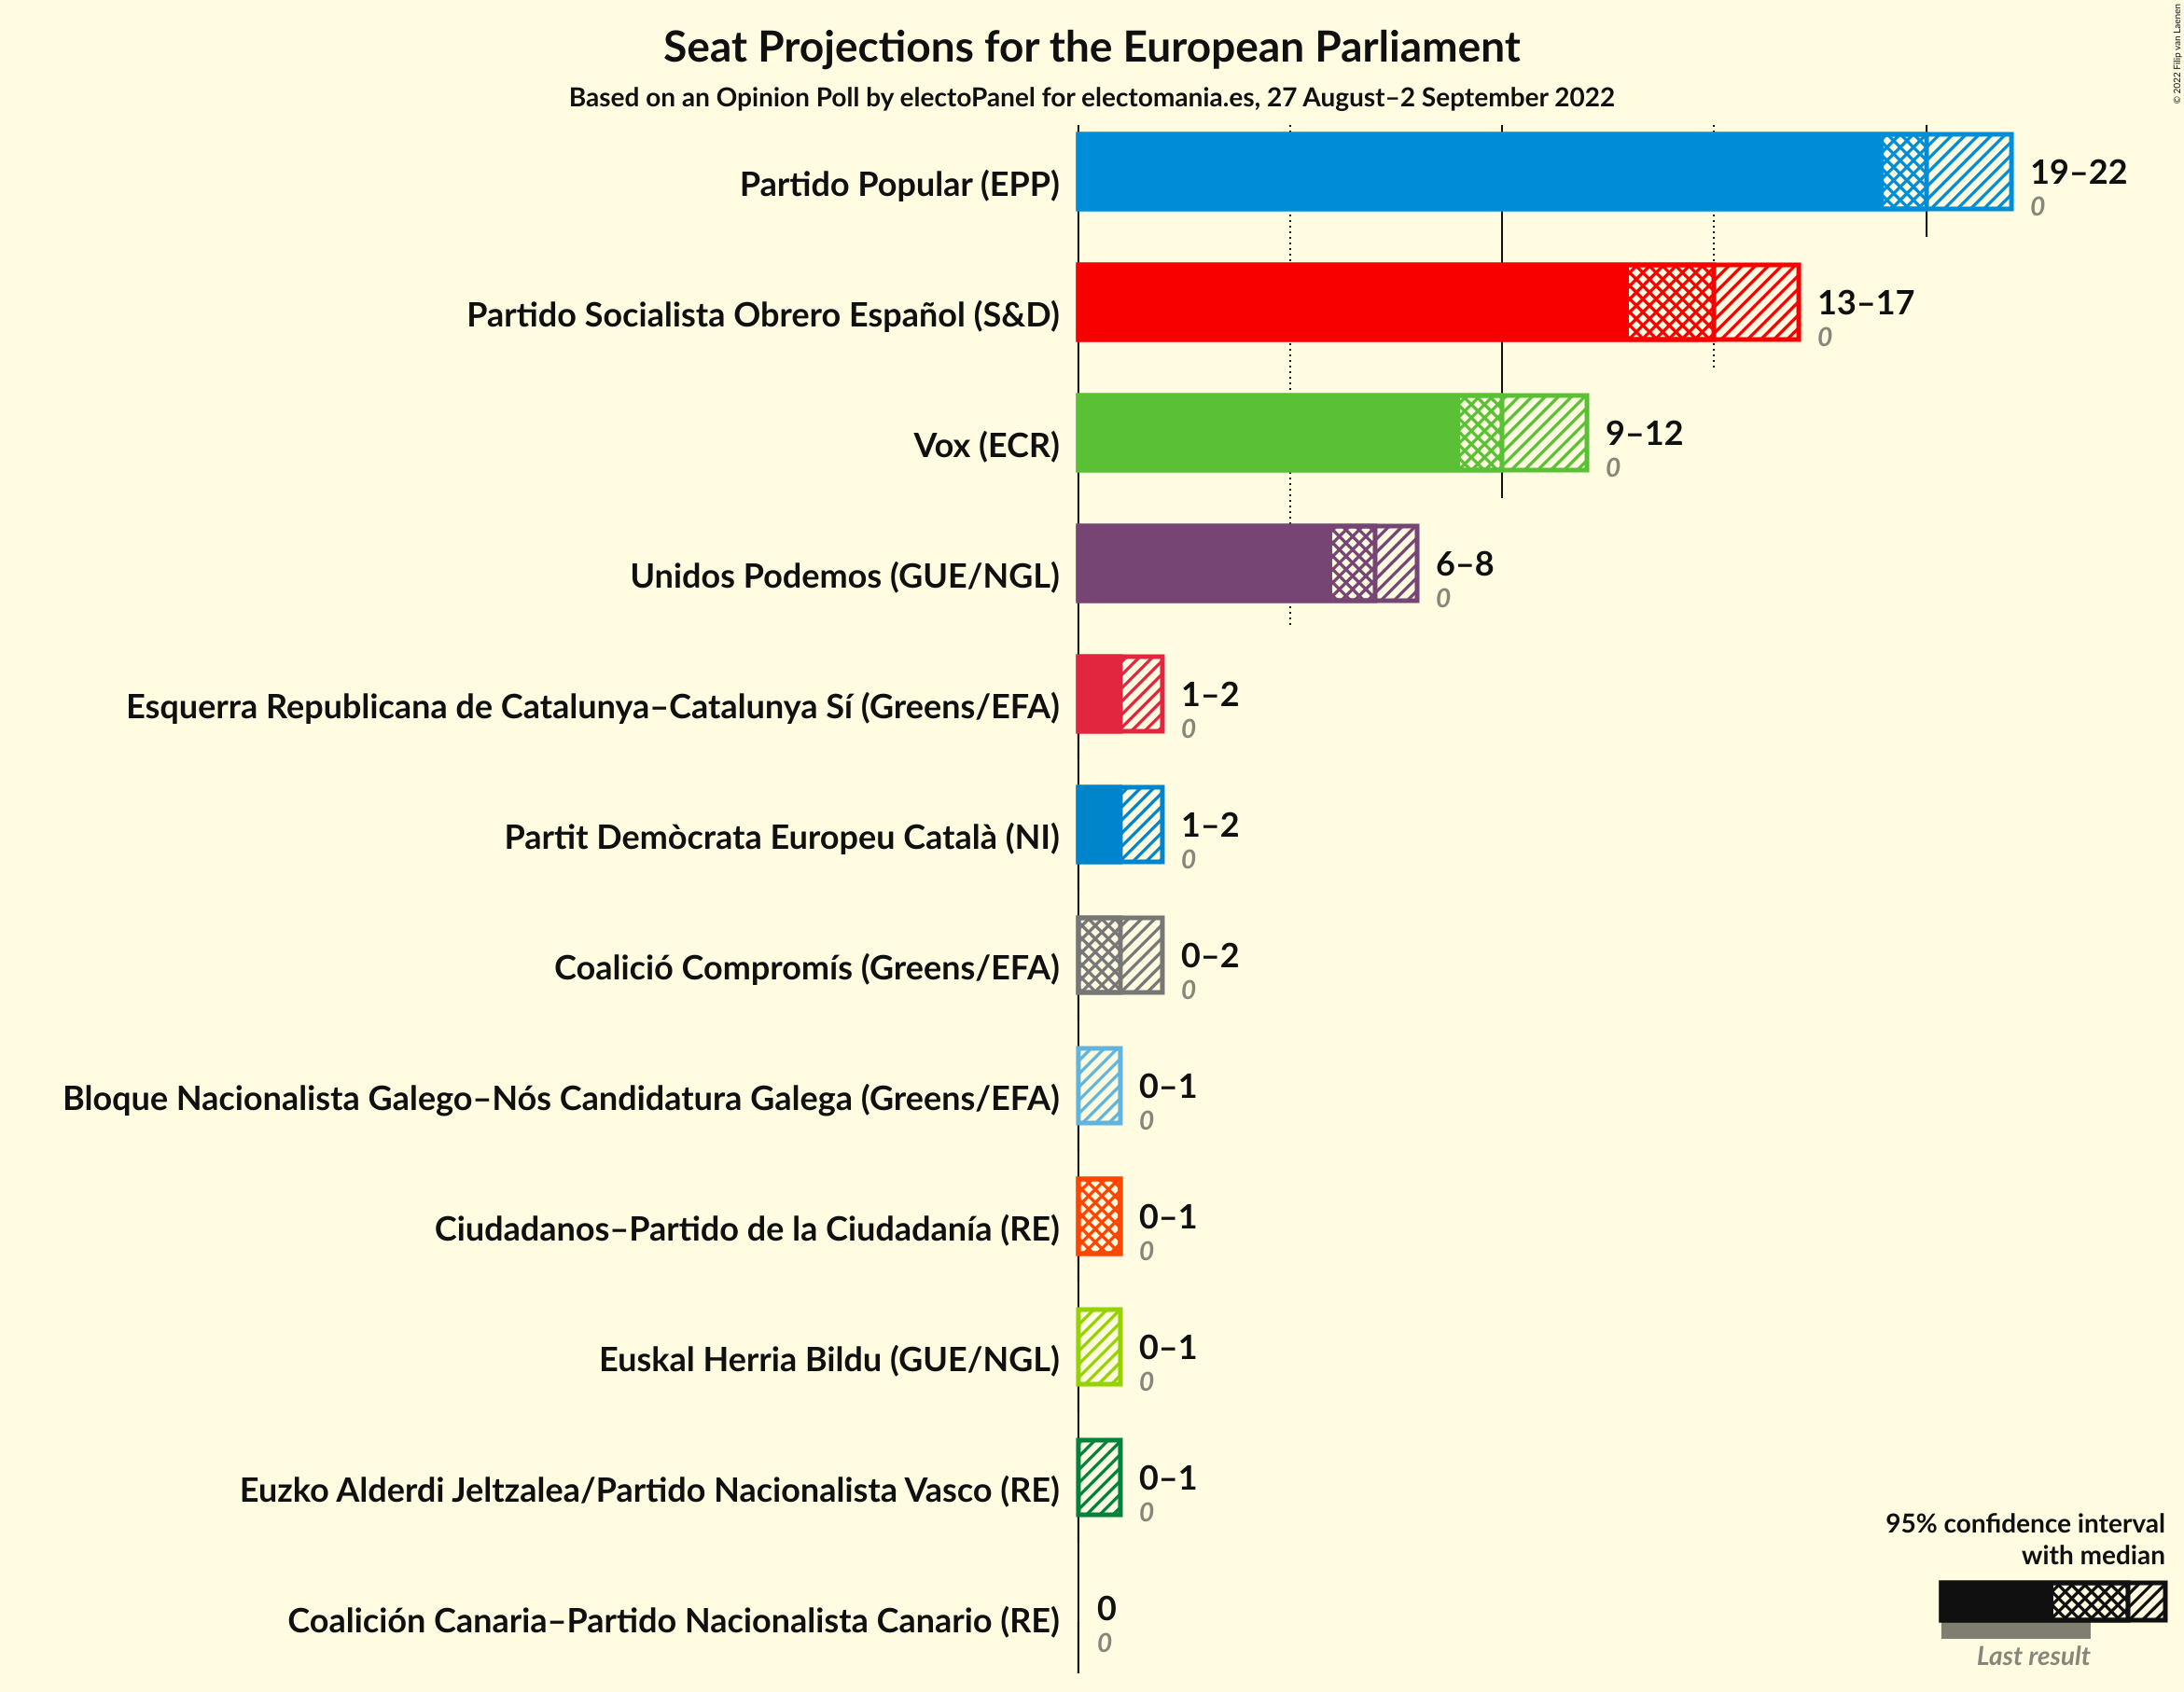 Seat Projections for the European Parliament
Based on an Opinion Poll by electoPanel for electomania.es, 27 August–2 September 2022
© 2022 Filip van Laenen
Partido Popular (EPP)
19–22
0
Partido Socialista Obrero Español (S&D)
13–17
0
Vox (ECR)
9–12
0
Unidos Podemos (GUE/NGL)
6–8
0
Esquerra Republicana de Catalunya–Catalunya Sí (Greens/EFA)
1–2
0
Partit Demòcrata Europeu Català (NI)
1–2
0
Coalició Compromís (Greens/EFA)
0–2
0
Bloque Nacionalista Galego–Nós Candidatura Galega (Greens/EFA)
0–1
0
Ciudadanos–Partido de la Ciudadanía (RE)
0–1
0
Euskal Herria Bildu (GUE/NGL)
0–1
0
Euzko Alderdi Jeltzalea/Partido Nacionalista Vasco (RE)
0–1
0
Coalición Canaria–Partido Nacionalista Canario (RE)
0
0
95% confidence interval
with median
Last result